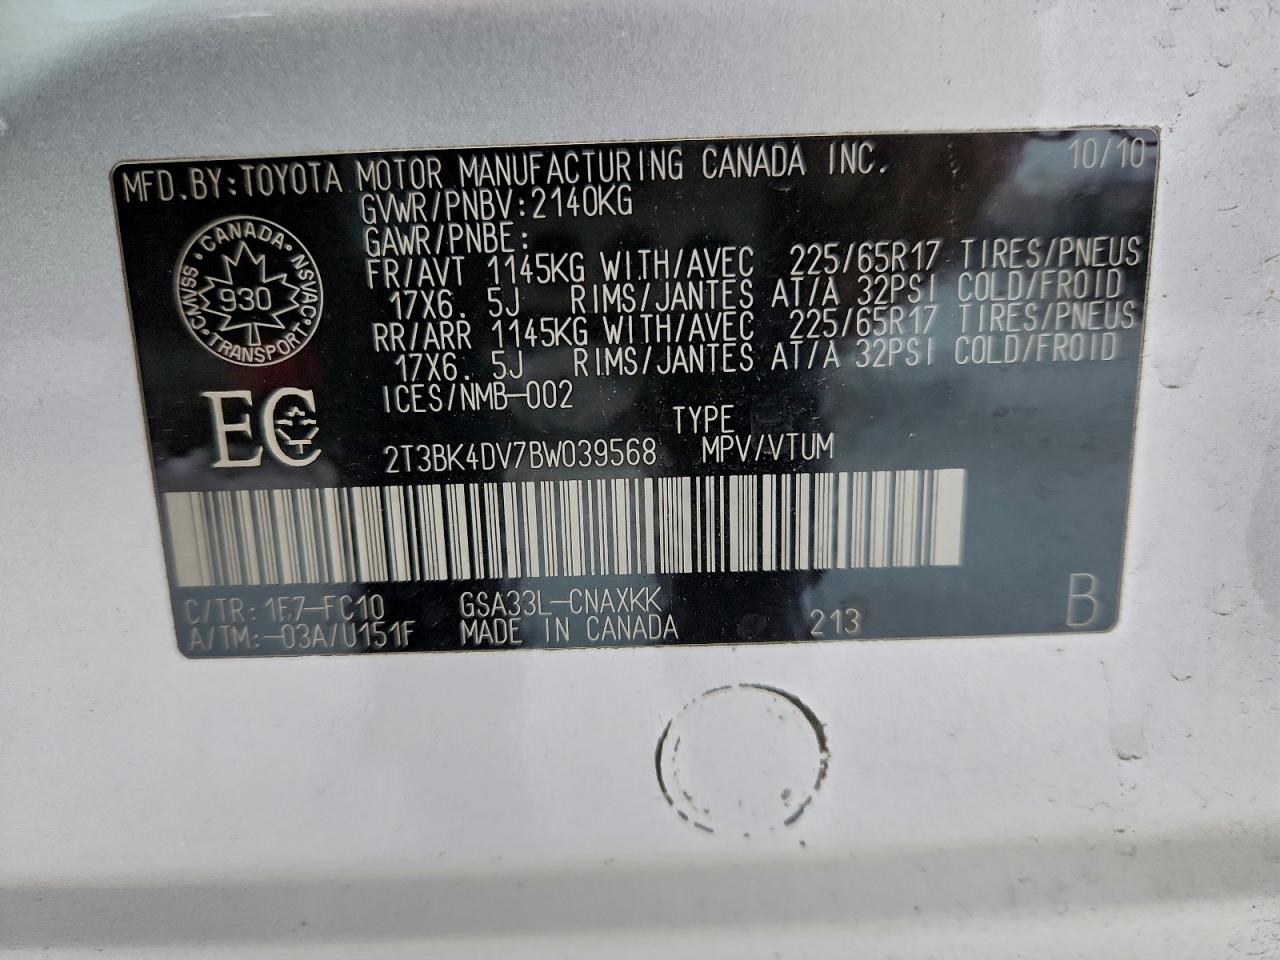 MFD.BY:TOYOTA MOTOR MANUFACTURING CANADA INC. 10/10
GVWR/PNBV:2140KG
GAWR/PNBE:
FR/AVT 1145KG WITH/AVEC 225/65R17 TIRES/PNEUS
17X6.5J RIMS/JANTES AT/A 32PSI COLD/FROID
RR/ARR 1145KG WITH/AVEC 225/65R17 TIRES/PNEUS
17X6.5J RIMS/JANTES AT/A 32PSI COLD/FROID
ICES/NMB-002
CANADA
CMVSS NSVAC
930
TRANSPORT
EC
TYPE
2T3BK4DV7BW039568 MPV/VTUM
C/TR: 1F7-FC10 GSA33L-CNAXKK
A/TM:-03A/U151F MADE IN CANADA 213 B